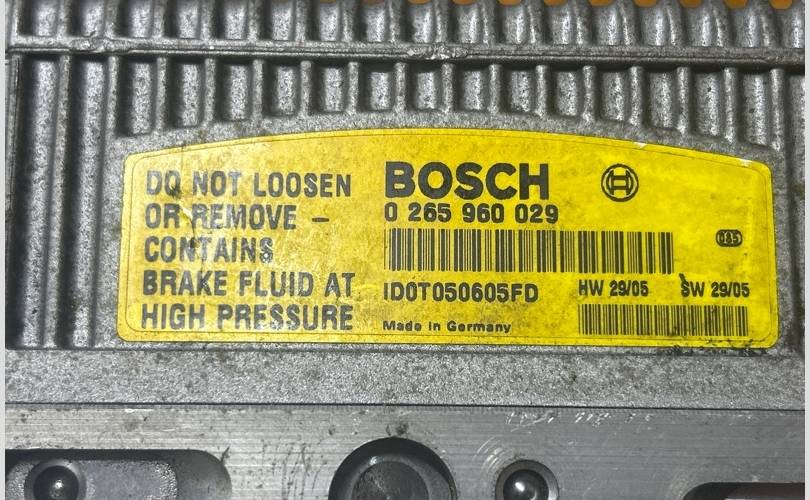 DO NOT LOOSEN
OR REMOVE –
CONTAINS
BRAKE FLUID AT
HIGH PRESSURE
BOSCH
0 265 960 029
ID0T050605FD
Made in Germany
HW 29/05 SW 29/05